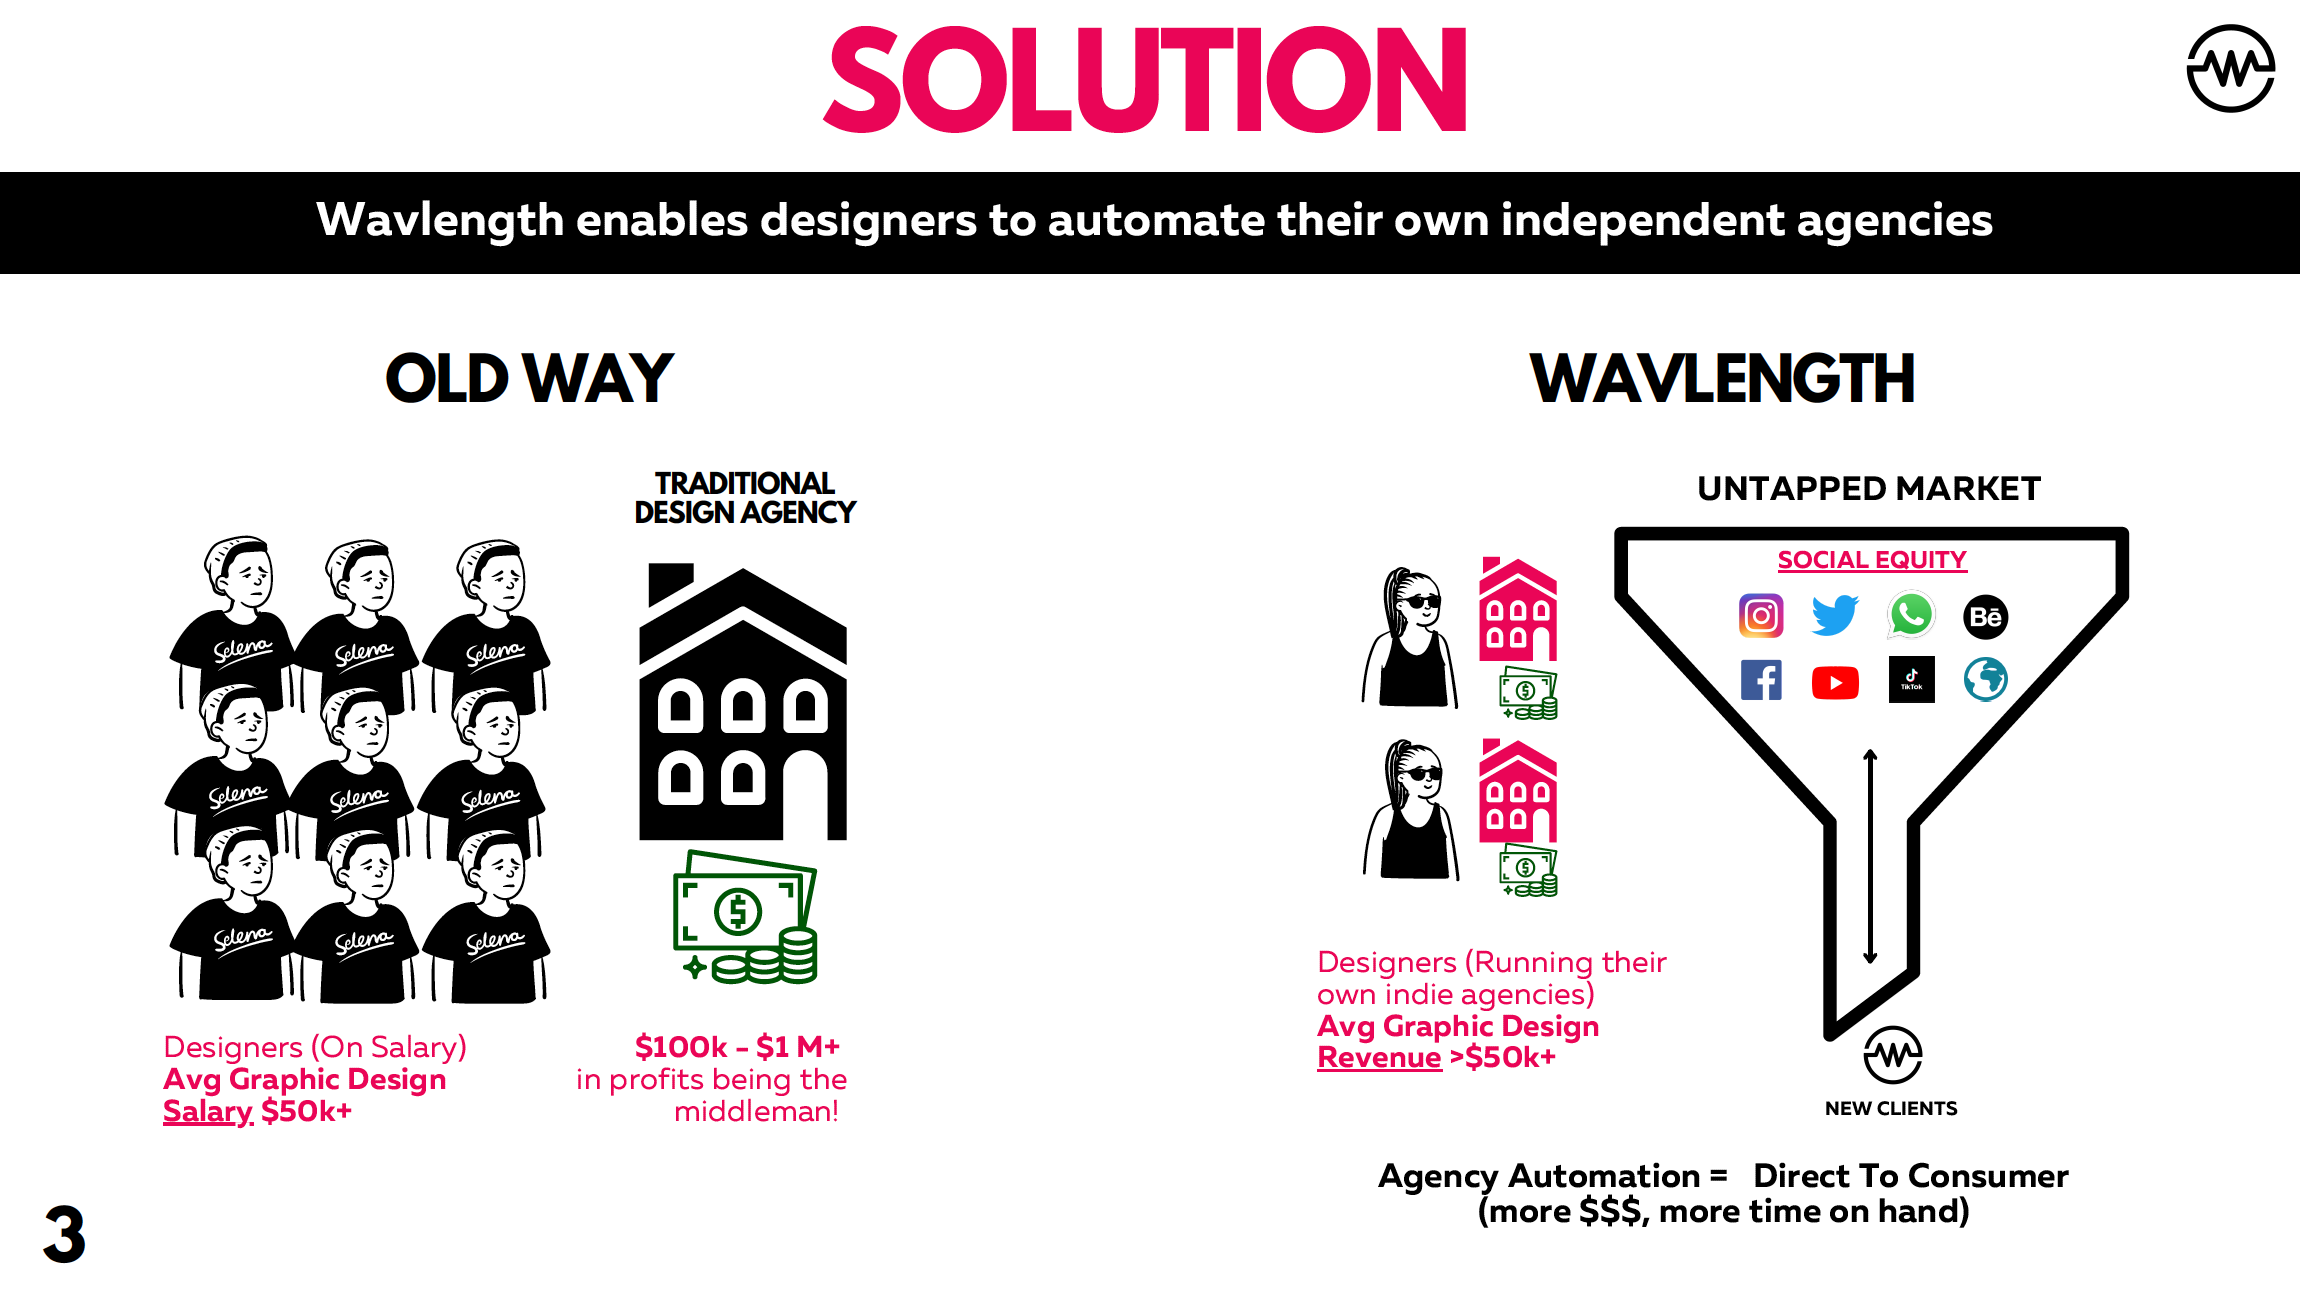 SOLUTION
Wavlength enables designers to automate their own independent agencies
OLD WAY
TRADITIONAL
DESIGN AGENCY
Selena
Selena
Selena
Selena
Selena
Selena
Selena
Selena
Selena
Designers (On Salary)
Avg Graphic Design
Salary $50k+
$100k - $1 M+
in profits being the
middleman!
WAVLENGTH
UNTAPPED MARKET
SOCIAL EQUITY
Bē
TikTok
Designers (Running their
own indie agencies)
Avg Graphic Design
Revenue >$50k+
NEW CLIENTS
Agency Automation = Direct To Consumer
(more $$$, more time on hand)
3